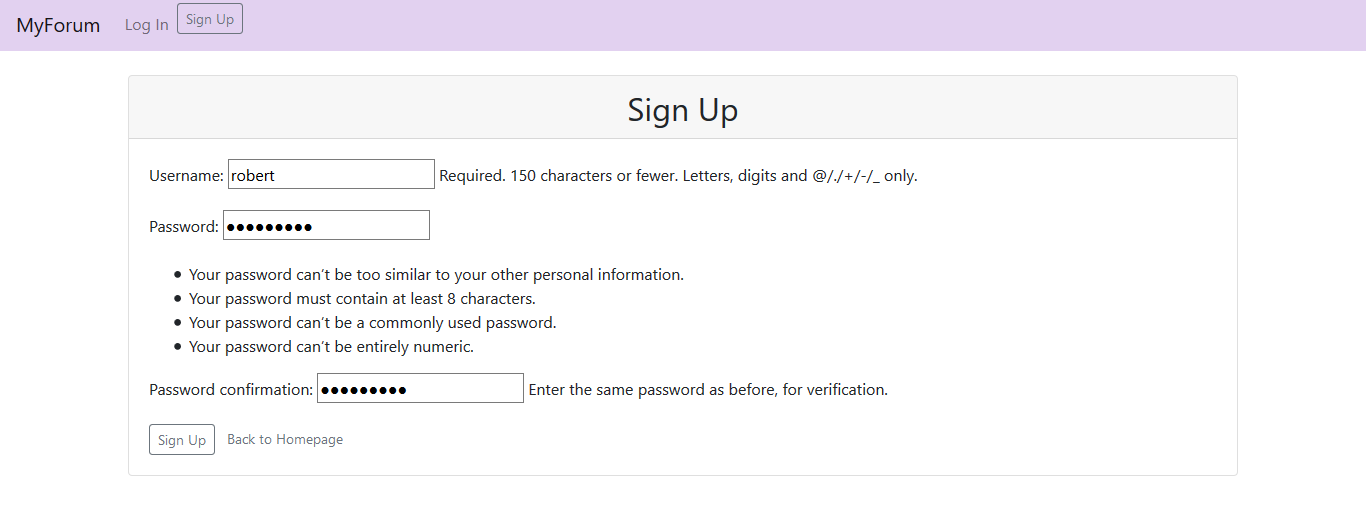 MyForum Log In Sign Up
Sign Up
Username: robert Required. 150 characters or fewer. Letters, digits and @/./+/-/_ only.
Password: ●●●●●●●●●
● Your password can't be too similar to your other personal information.
● Your password must contain at least 8 characters.
● Your password can't be a commonly used password.
● Your password can't be entirely numeric.
Password confirmation: ●●●●●●●●● Enter the same password as before, for verification.
Sign Up Back to Homepage